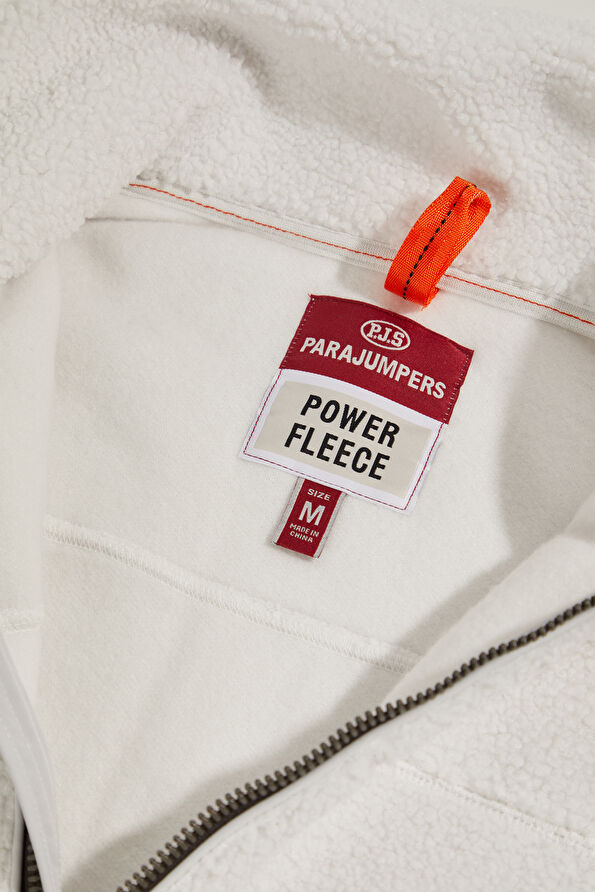 P.J.S
PARAJUMPERS
POWER
FLEECE
SIZE
M
MADE IN
CHINA